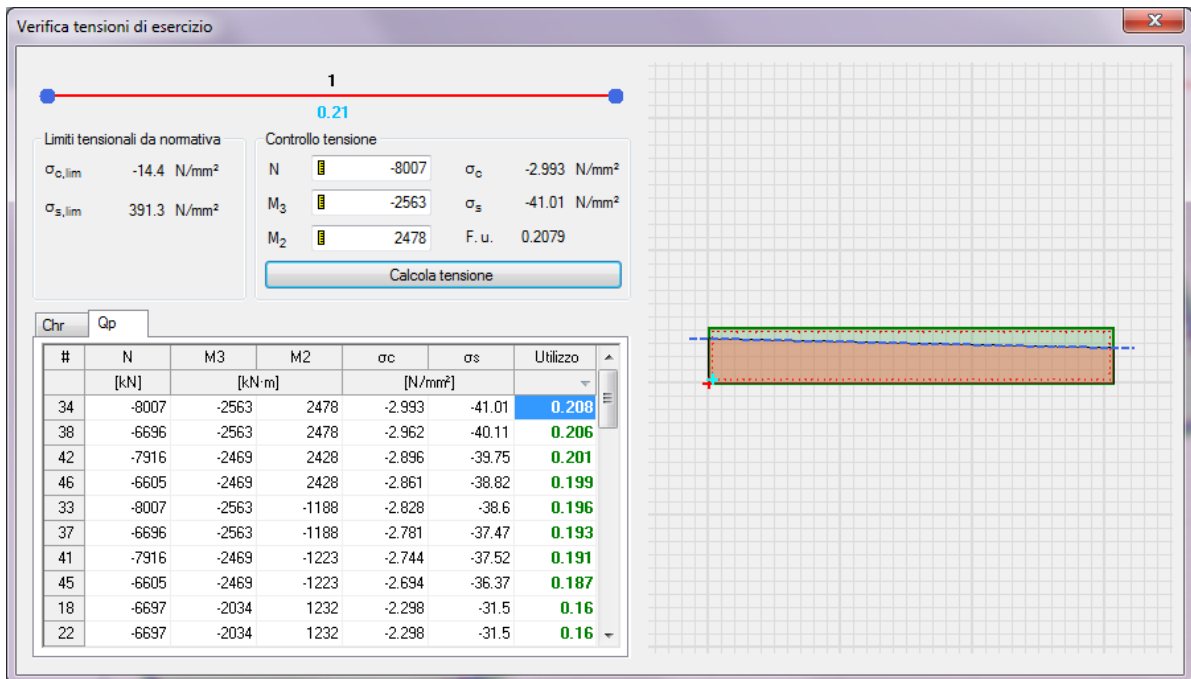 Verifica tensioni di esercizio
x
1
0.21
Limiti tensionali da normativa
σc,lim -14.4 N/mm²
σs,lim 391.3 N/mm²
Controllo tensione
N -8007 σc -2.993 N/mm²
M3 -2563 σs -41.01 N/mm²
M2 2478 F. u. 0.2079
Calcola tensione
Chr Qp
# N M3 M2 σc σs Utilizzo
[kN] [kN·m] [N/mm²]
34 -8007 -2563 2478 -2.993 -41.01 0.208
38 -6696 -2563 2478 -2.962 -40.11 0.206
42 -7916 -2469 2428 -2.896 -39.75 0.201
46 -6605 -2469 2428 -2.861 -38.82 0.199
33 -8007 -2563 -1188 -2.828 -38.6 0.196
37 -6696 -2563 -1188 -2.781 -37.47 0.193
41 -7916 -2469 -1223 -2.744 -37.52 0.191
45 -6605 -2469 -1223 -2.694 -36.37 0.187
18 -6697 -2034 1232 -2.298 -31.5 0.16
22 -6697 -2034 1232 -2.298 -31.5 0.16